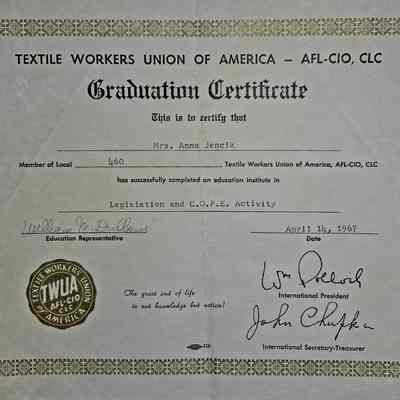 TEXTILE WORKERS UNION OF AMERICA — AFL-CIO, CLC
Graduation Certificate
This is to certify that
Mrs. Anna Jencik
Member of Local 460 Textile Workers Union of America, AFL-CIO, CLC
has successfully completed an education institute in
Legislation and C.O.P.E. Activity
William
Education Representative
April 14, 1967
Date
Wm Pollock
International President
The great end of life
is not knowledge but action!
John Chupka
International Secretary-Treasurer
TEXTILE WORKERS UNION
TWUA
AFL-CIO
CLC
OF AMERICA